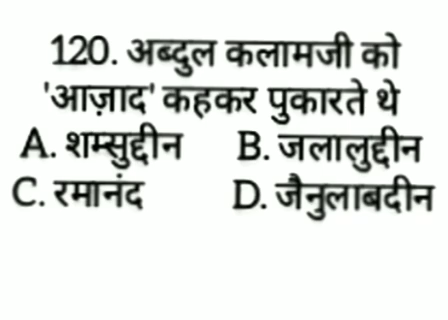 120. अब्दुल कलामजी को
'आज़ाद' कहकर पुकारते थे
A. शम्सुद्दीन B. जलालुद्दीन
C. रमानंद D. जैनुलाबदीन